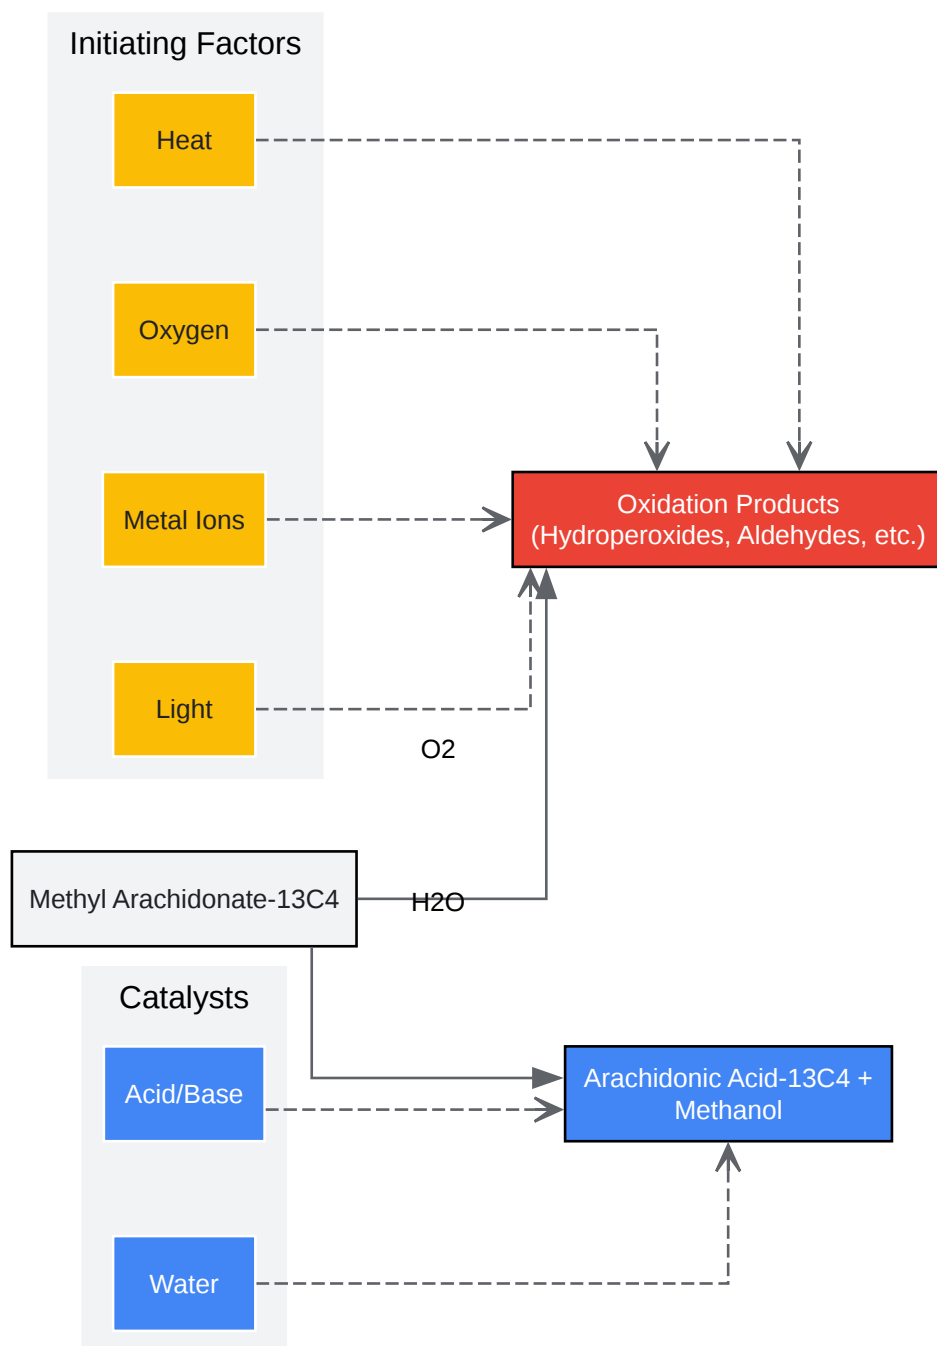 Initiating Factors
Heat
Oxygen
Metal Ions
Oxidation Products
(Hydroperoxides, Aldehydes, etc.)
Light
O2
Methyl Arachidonate-13C4
H2O
Catalysts
Acid/Base
Arachidonic Acid-13C4 +
Methanol
Water